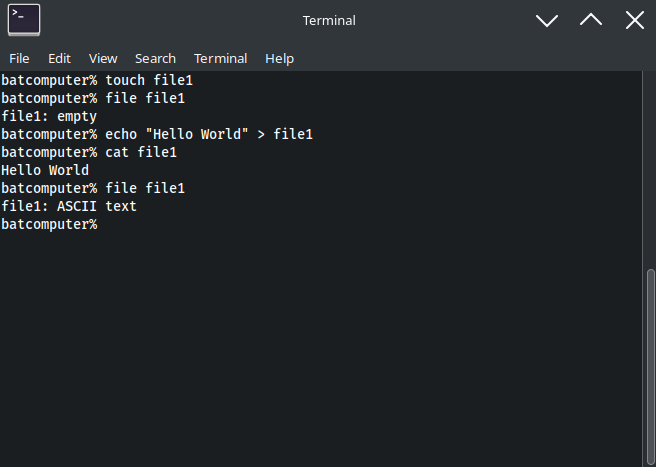 >_
Terminal
File Edit View Search Terminal Help
batcomputer% touch file1
batcomputer% file file1
file1: empty
batcomputer% echo "Hello World" > file1
batcomputer% cat file1
Hello World
batcomputer% file file1
file1: ASCII text
batcomputer%